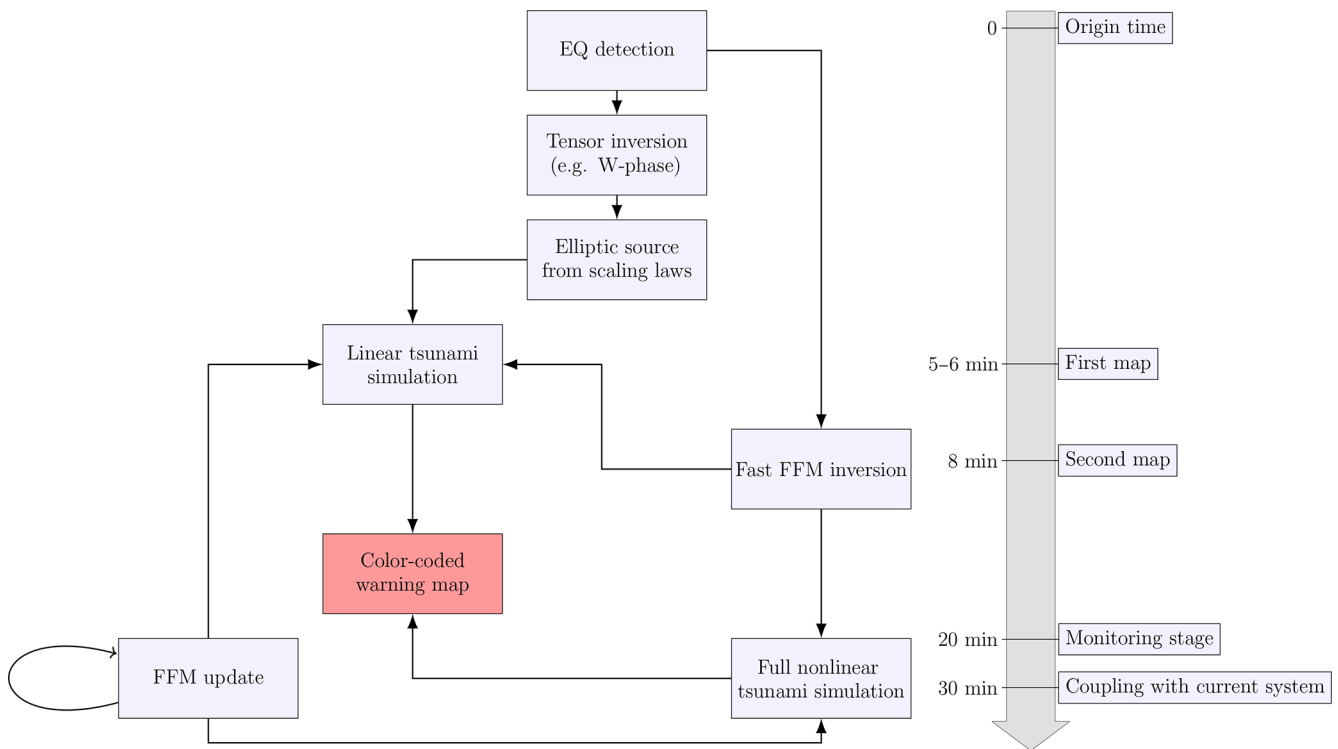 EQ detection
Tensor inversion
(e.g. W-phase)
Elliptic source
from scaling laws
Linear tsunami
simulation
Fast FFM inversion
Color-coded
warning map
FFM update
Full nonlinear
tsunami simulation
0
Origin time
5–6 min
First map
8 min
Second map
20 min
Monitoring stage
30 min
Coupling with current system